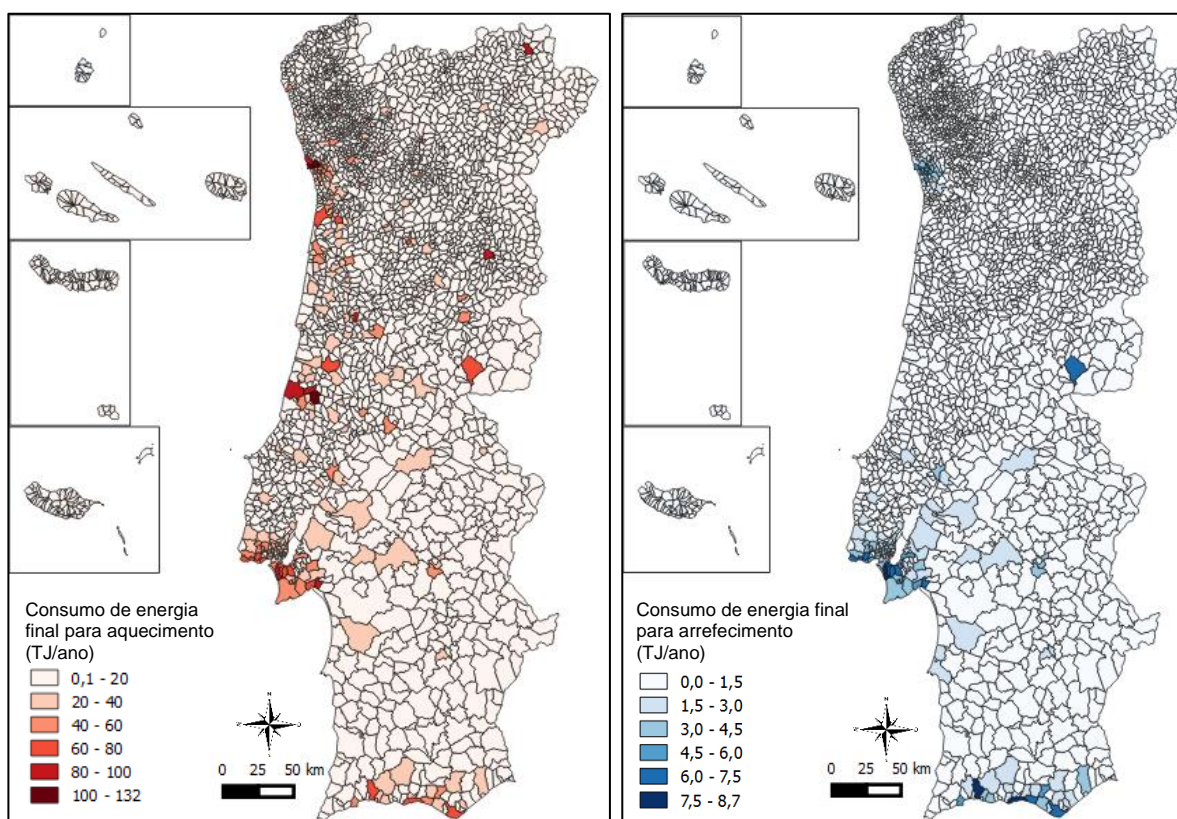 Consumo de energia
final para aquecimento
(TJ/ano)
0,1 - 20
20 - 40
40 - 60
60 - 80
80 - 100
100 - 132
N
0 25 50 km
Consumo de energia final
para arrefecimento
(TJ/ano)
0,0 - 1,5
1,5 - 3,0
3,0 - 4,5
4,5 - 6,0
6,0 - 7,5
7,5 - 8,7
N
0 25 50 km